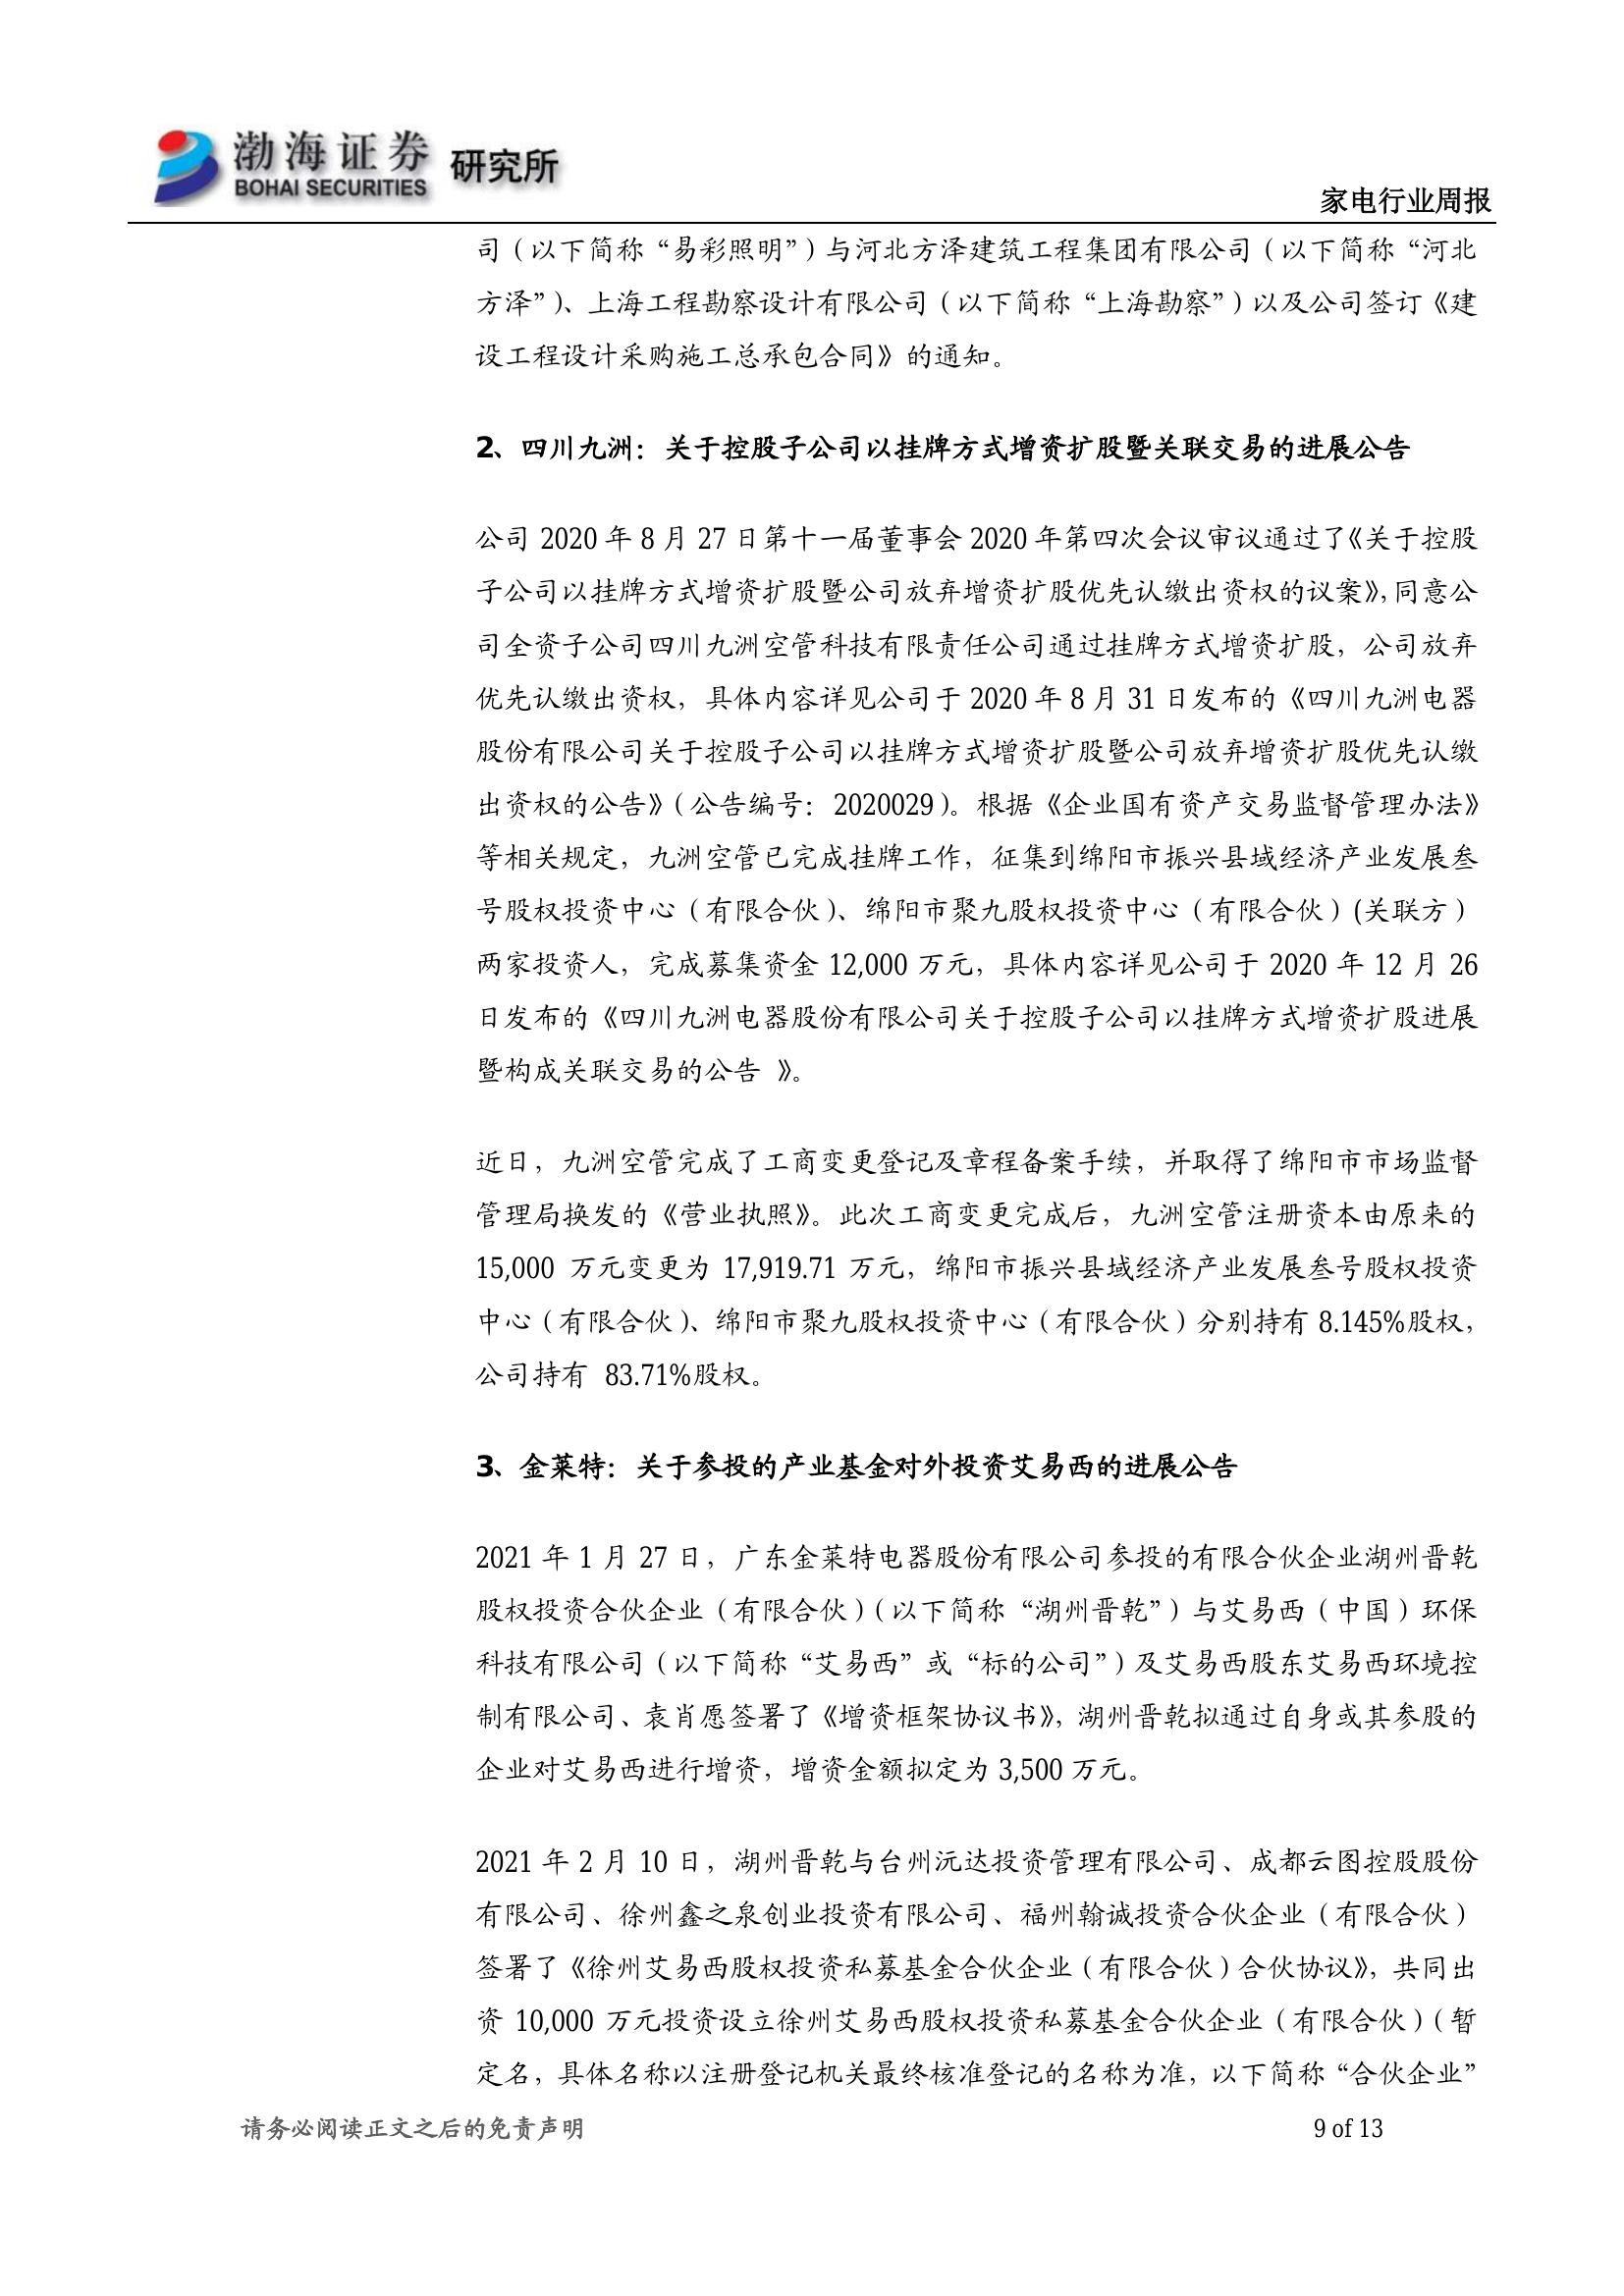 渤海证券 研究所
BOHAI SECURITIES
家电行业周报
司（以下简称“易彩照明”）与河北方泽建筑工程集团有限公司（以下简称“河北
方泽”）、上海工程勘察设计有限公司（以下简称“上海勘察”）以及公司签订《建
设工程设计采购施工总承包合同》的通知。
2、四川九洲：关于控股子公司以挂牌方式增资扩股暨关联交易的进展公告
公司 2020 年 8 月 27 日第十一届董事会 2020 年第四次会议审议通过了《关于控股
子公司以挂牌方式增资扩股暨公司放弃增资扩股优先认缴出资权的议案》，同意公
司全资子公司四川九洲空管科技有限责任公司通过挂牌方式增资扩股，公司放弃
优先认缴出资权，具体内容详见公司于 2020 年 8 月 31 日发布的《四川九洲电器
股份有限公司关于控股子公司以挂牌方式增资扩股暨公司放弃增资扩股优先认缴
出资权的公告》（公告编号：2020029）。根据《企业国有资产交易监督管理办法》
等相关规定，九洲空管已完成挂牌工作，征集到绵阳市振兴县域经济产业发展叁
号股权投资中心（有限合伙）、绵阳市聚九股权投资中心（有限合伙）(关联方）
两家投资人，完成募集资金 12,000 万元，具体内容详见公司于 2020 年 12 月 26
日发布的《四川九洲电器股份有限公司关于控股子公司以挂牌方式增资扩股进展
暨构成关联交易的公告 》。
近日，九洲空管完成了工商变更登记及章程备案手续，并取得了绵阳市市场监督
管理局换发的《营业执照》。此次工商变更完成后，九洲空管注册资本由原来的
15,000 万元变更为 17,919.71 万元，绵阳市振兴县域经济产业发展叁号股权投资
中心（有限合伙）、绵阳市聚九股权投资中心（有限合伙）分别持有 8.145%股权，
公司持有 83.71%股权。
3、金莱特：关于参投的产业基金对外投资艾易西的进展公告
2021 年 1 月 27 日，广东金莱特电器股份有限公司参投的有限合伙企业湖州晋乾
股权投资合伙企业（有限合伙）（以下简称“湖州晋乾”）与艾易西（中国）环保
科技有限公司（以下简称“艾易西”或“标的公司”）及艾易西股东艾易西环境控
制有限公司、袁肖愿签署了《增资框架协议书》，湖州晋乾拟通过自身或其参股的
企业对艾易西进行增资，增资金额拟定为 3,500 万元。
2021 年 2 月 10 日，湖州晋乾与台州沅达投资管理有限公司、成都云图控股股份
有限公司、徐州鑫之泉创业投资有限公司、福州翰诚投资合伙企业（有限合伙）
签署了《徐州艾易西股权投资私募基金合伙企业（有限合伙）合伙协议》，共同出
资 10,000 万元投资设立徐州艾易西股权投资私募基金合伙企业（有限合伙）（暂
定名，具体名称以注册登记机关最终核准登记的名称为准，以下简称“合伙企业”
请务必阅读正文之后的免责声明
9 of 13